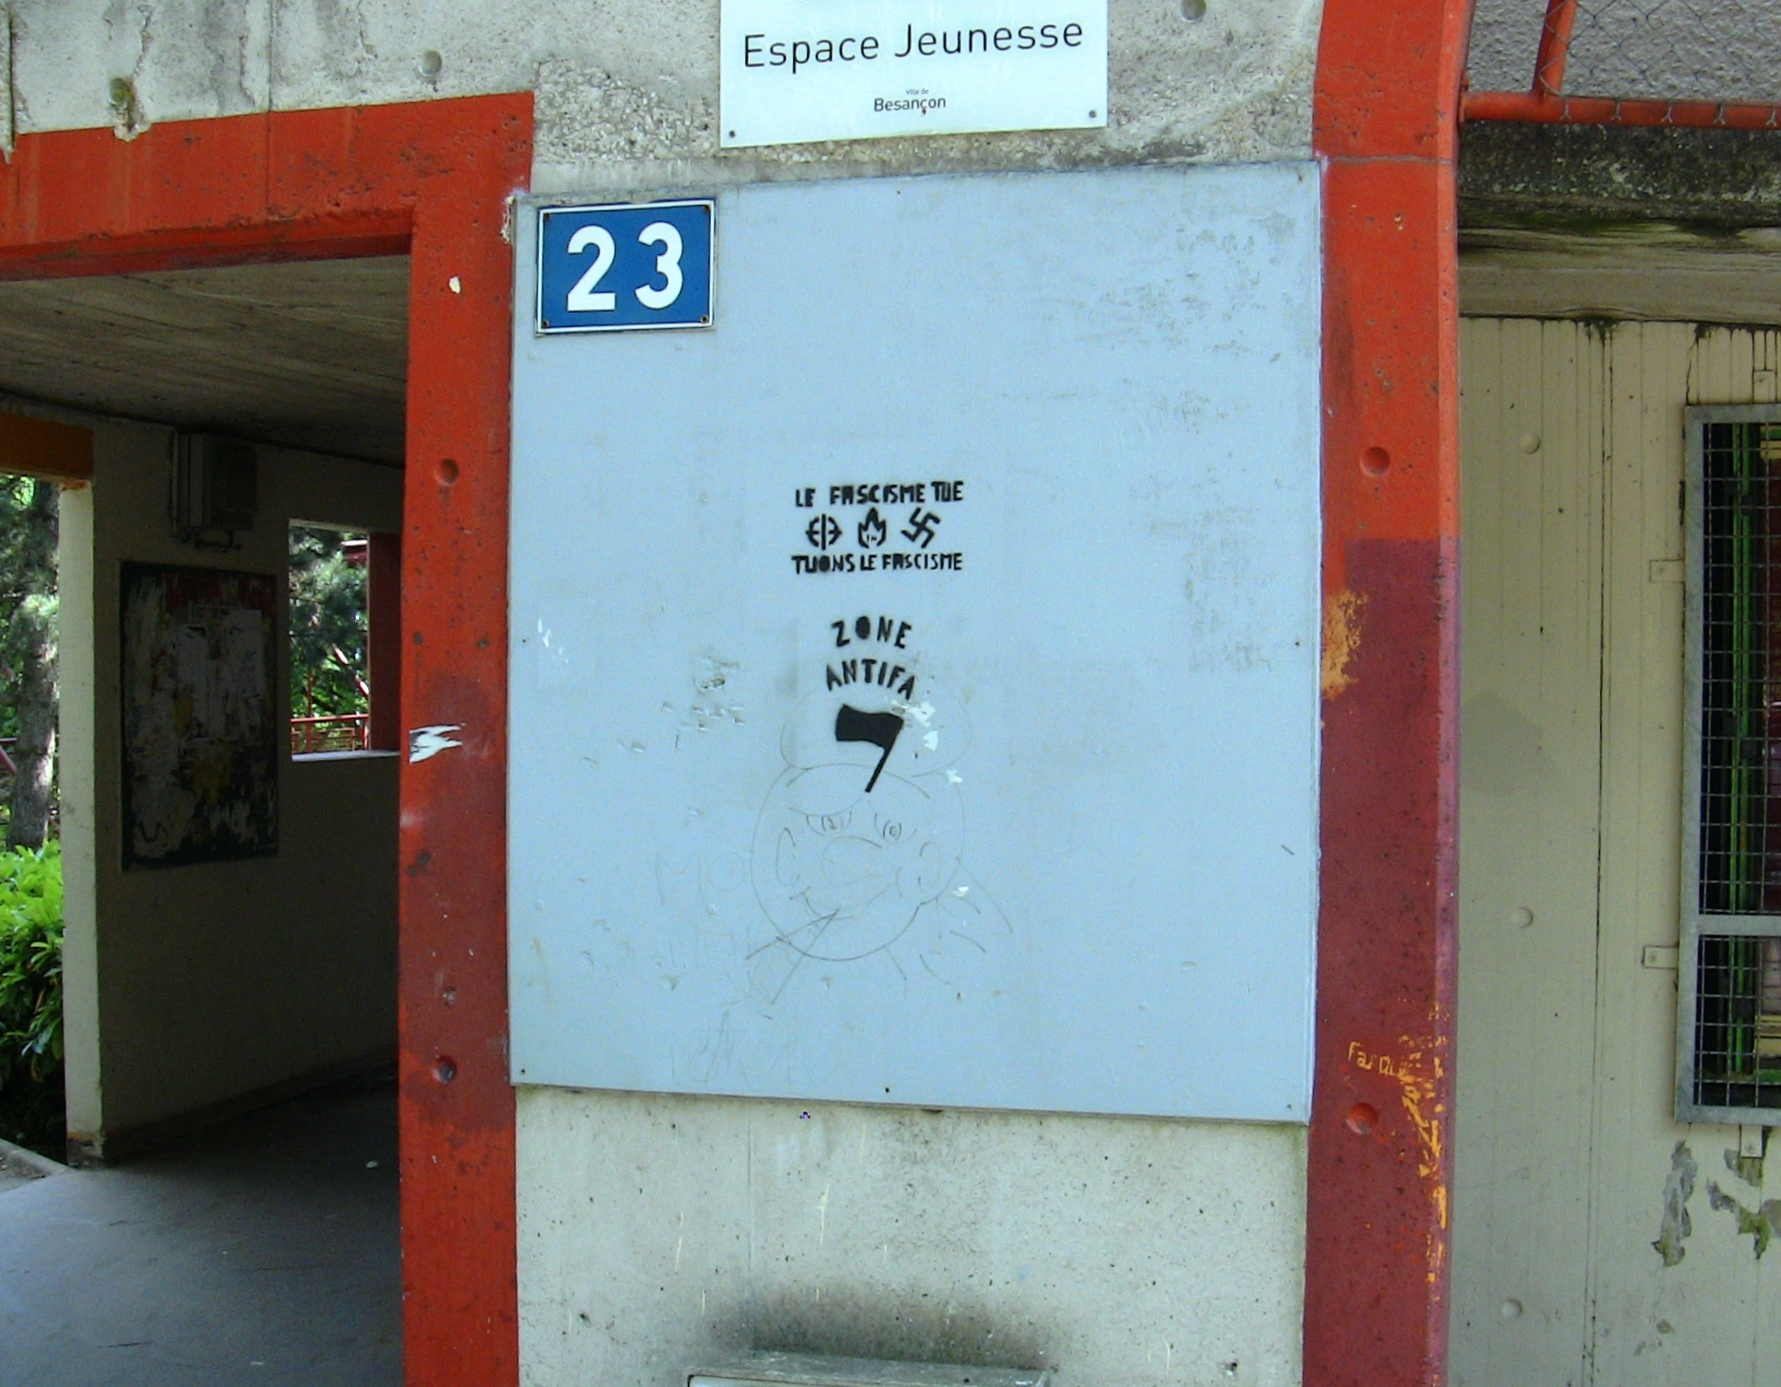 Espace Jeunesse
Ville de
Besançon
23
LE FASCISME TUE
TUONS LE FASCISME
ZONE
ANTIFA